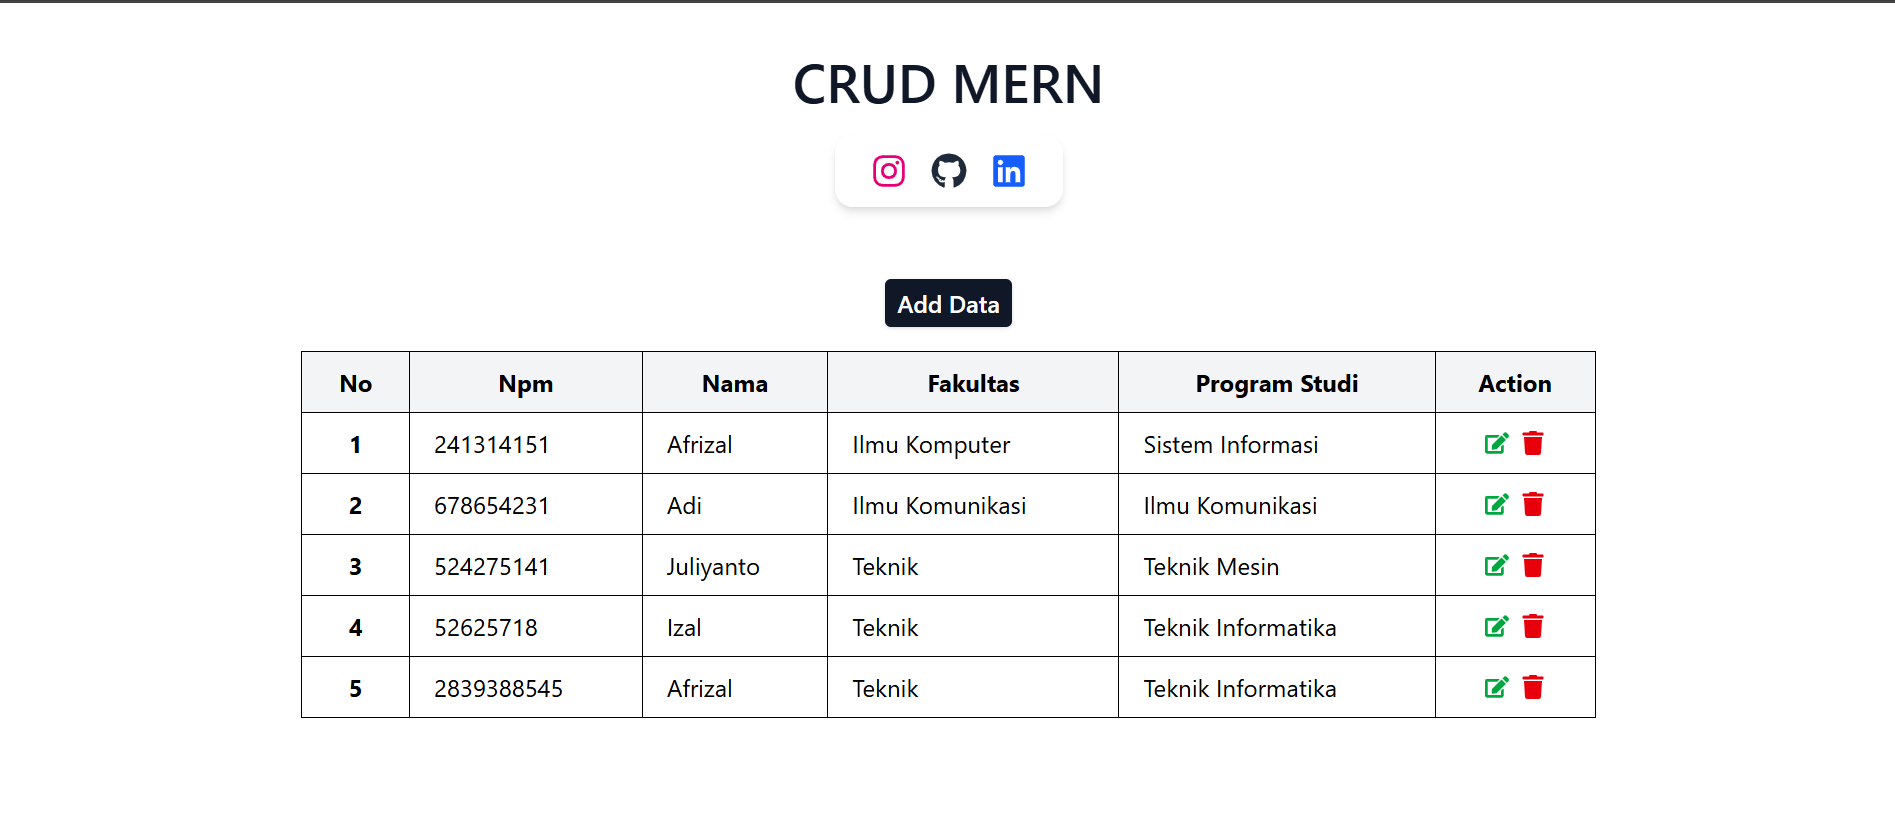 CRUD MERN
Add Data
No Npm Nama Fakultas Program Studi Action
1 241314151 Afrizal Ilmu Komputer Sistem Informasi
2 678654231 Adi Ilmu Komunikasi Ilmu Komunikasi
3 524275141 Juliyanto Teknik Teknik Mesin
4 52625718 Izal Teknik Teknik Informatika
5 2839388545 Afrizal Teknik Teknik Informatika